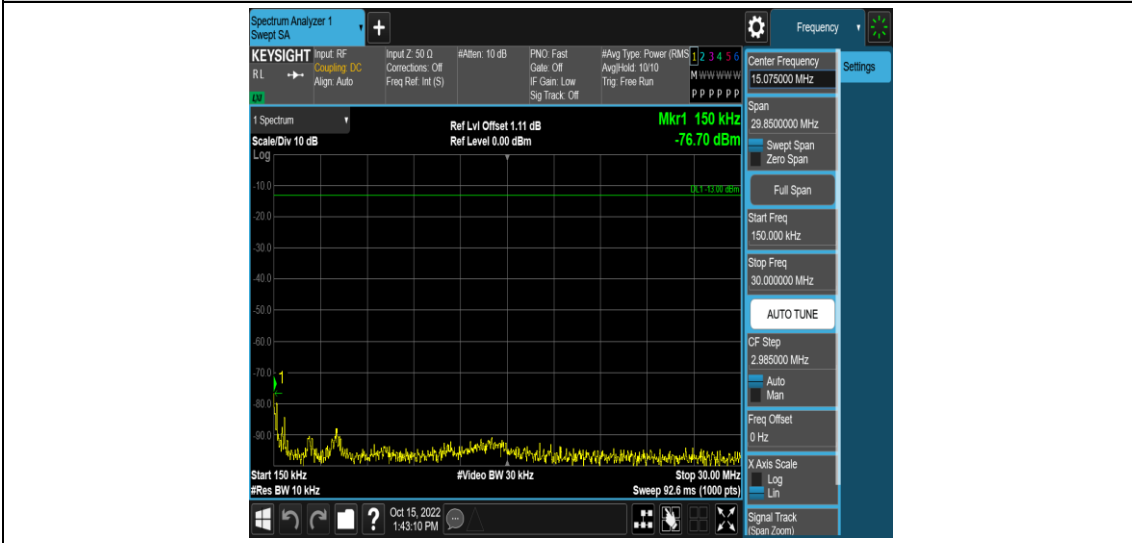 Spectrum Analyzer 1
Swept SA
+
Frequency
KEYSIGHT
RL
Input: RF
Coupling: DC
Align: Auto
Input Z: 50 Ω
Corrections: Off
Freq Ref: Int (S)
#Atten: 10 dB
PNO: Fast
Gate: Off
IF Gain: Low
Sig Track: Off
#Avg Type: Power (RMS
Avg|Hold: 10/10
Trig: Free Run
1 2 3 4 5 6
M W W W W W
P P P P P P
1 Spectrum
Scale/Div 10 dB
Log
Ref Lvl Offset 1.11 dB
Ref Level 0.00 dBm
Mkr1 150 kHz
-76.70 dBm
DL1 -13.00 dBm
-10.0
-20.0
-30.0
-40.0
-50.0
-60.0
-70.0
1
-80.0
-90.0
Start 150 kHz
#Res BW 10 kHz
#Video BW 30 kHz
Stop 30.00 MHz
Sweep 92.6 ms (1000 pts)
?
Oct 15, 2022
1:43:10 PM
Center Frequency
15.075000 MHz
Settings
Span
29.8500000 MHz
Swept Span
Zero Span
Full Span
Start Freq
150.000 kHz
Stop Freq
30.000000 MHz
AUTO TUNE
CF Step
2.985000 MHz
Auto
Man
Freq Offset
0 Hz
X Axis Scale
Log
Lin
Signal Track
(Span Zoom)